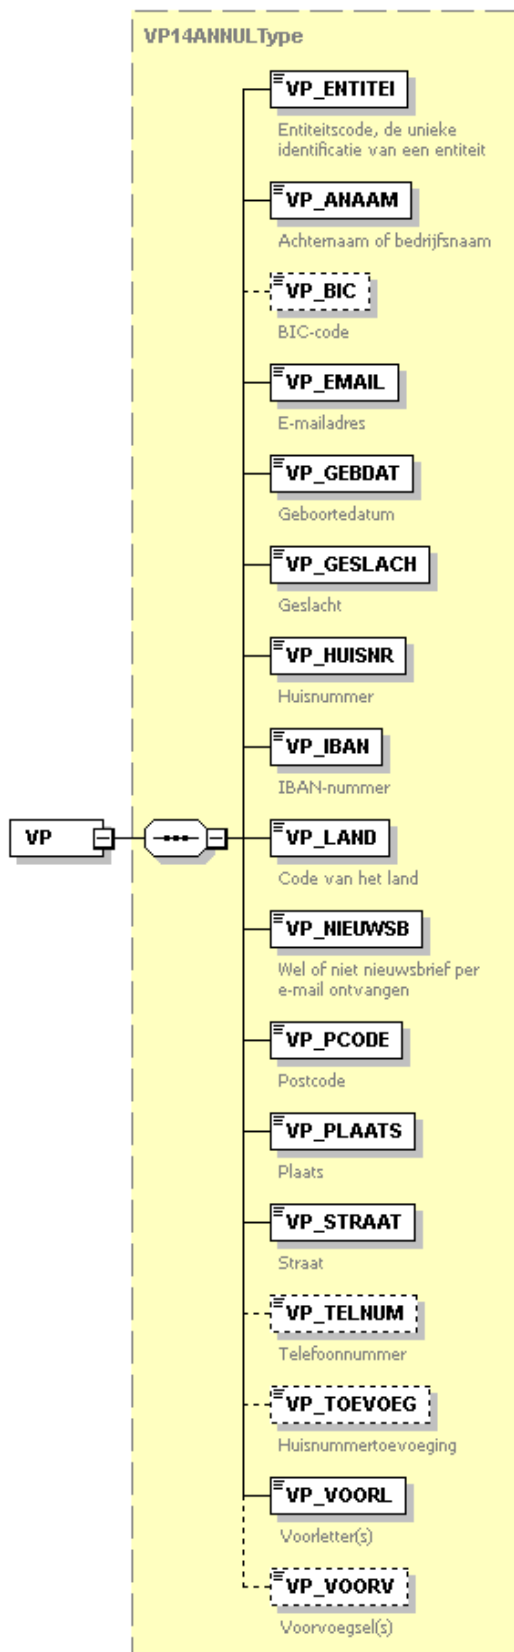 VP14ANNULType
VP_ENTITEI
Entiteitscode, de unieke
identificatie van een entiteit
VP_ANAAM
Achternaam of bedrijfsnaam
VP_BIC
BIC-code
VP_EMAIL
E-mailadres
VP_GEBDAT
Geboortedatum
VP_GESLACH
Geslacht
VP_HUISNR
Huisnummer
VP_IBAN
IBAN-nummer
VP
VP_LAND
Code van het land
VP_NIEUWSB
Wel of niet nieuwsbrief per
e-mail ontvangen
VP_PCODE
Postcode
VP_PLAATS
Plaats
VP_STRAAT
Straat
VP_TELNUM
Telefoonnummer
VP_TOEVOEG
Huisnummertoevoeging
VP_VOORL
Voorletter(s)
VP_VOORV
Voorvoegsel(s)